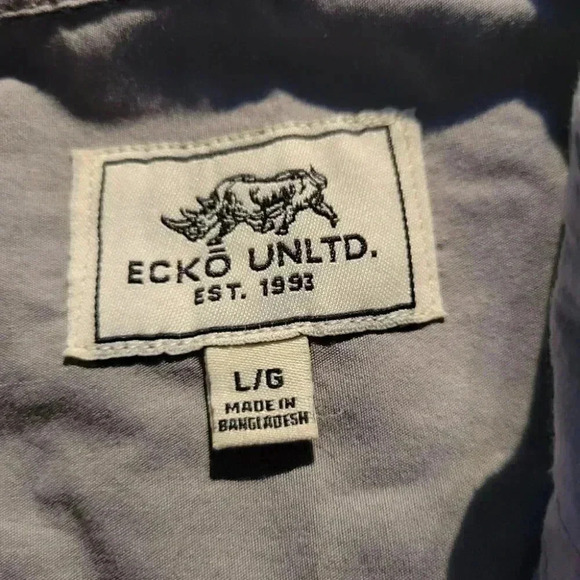 ECKŌ UNLTD.
EST. 1993
L/G
MADE IN
BANGLADESH